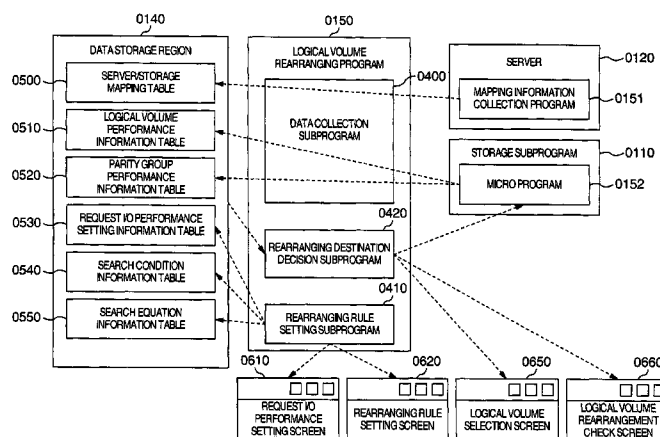 0140
0150
DATA STORAGE REGION
LOGICAL VOLUME
REARRANGING PROGRAM
0400
SERVER
0120
0500
SERVER/STORAGE
MAPPING TABLE
DATA COLLECTION
SUBPROGRAM
MAPPING INFORMATION
COLLECTION PROGRAM
0151
0510
LOGICAL VOLUME
PERFORMANCE
INFORMATION TABLE
STORAGE SUBPROGRAM
0110
0520
PARITY GROUP
PERFORMANCE
INFORMATION TABLE
MICRO PROGRAM
0152
0530
REQUEST I/O PERFORMANCE
SETTING INFORMATION TABLE
0420
REARRANGING DESTINATION
DECISION SUBPROGRAM
0540
SEARCH CONDITION
INFORMATION TABLE
0410
0550
SEARCH EQUATION
INFORMATION TABLE
REARRANGING RULE
SETTING SUBPROGRAM
0610
0620
0650
0660
REQUEST I/O
PERFORMANCE
SETTING SCREEN
REARRANGING RULE
SETTING SCREEN
LOGICAL VOLUME
SELECTION SCREEN
LOGICAL VOLUME
REARRANGEMENT
CHECK SCREEN